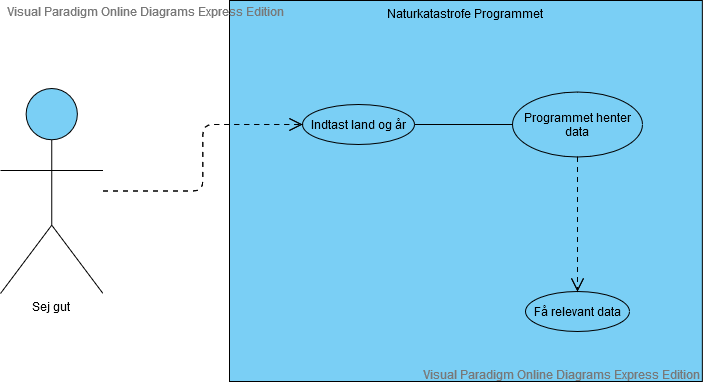 Visual Paradigm Online Diagrams Express Edition
Naturkatastrofe Programmet
Indtast land og år
Programmet henter
data
Sej gut
Få relevant data
Visual Paradigm Online Diagrams Express Edition